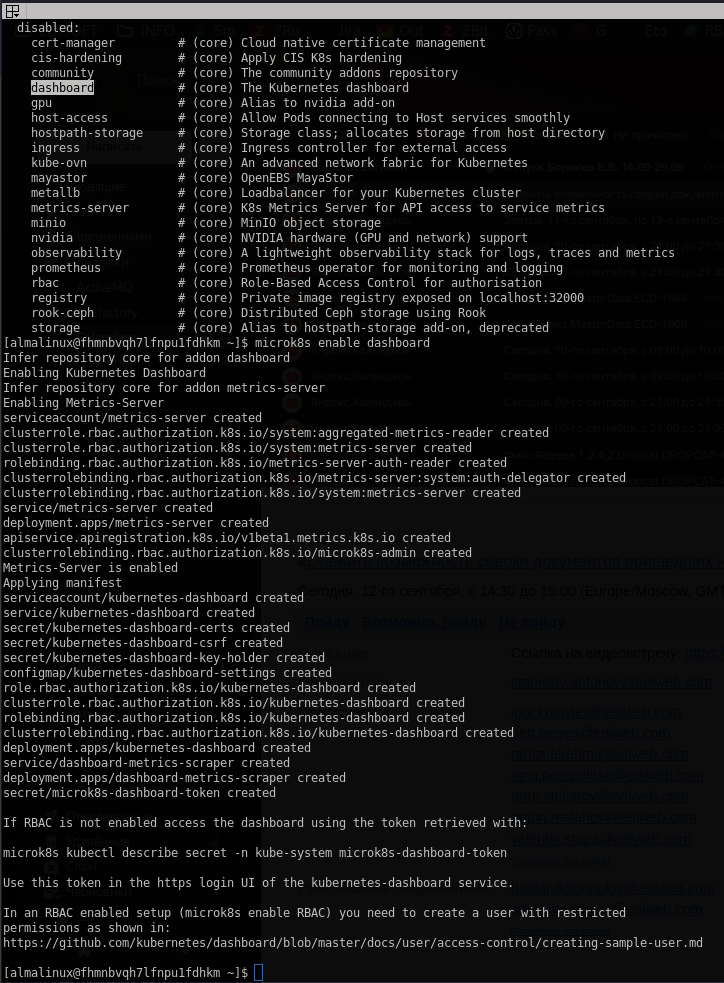 disabled:
cert-manager # (core) Cloud native certificate management
cis-hardening # (core) Apply CIS K8s hardening
community # (core) The community addons repository
dashboard # (core) The Kubernetes dashboard
gpu # (core) Alias to nvidia add-on
host-access # (core) Allow Pods connecting to Host services smoothly
hostpath-storage # (core) Storage class; allocates storage from host directory
ingress # (core) Ingress controller for external access
kube-ovn # (core) An advanced network fabric for Kubernetes
mayastor # (core) OpenEBS MayaStor
metallb # (core) Loadbalancer for your Kubernetes cluster
metrics-server # (core) K8s Metrics Server for API access to service metrics
minio # (core) MinIO object storage
nvidia # (core) NVIDIA hardware (GPU and network) support
observability # (core) A lightweight observability stack for logs, traces and metrics
prometheus # (core) Prometheus operator for monitoring and logging
rbac # (core) Role-Based Access Control for authorisation
registry # (core) Private image registry exposed on localhost:32000
rook-ceph # (core) Distributed Ceph storage using Rook
storage # (core) Alias to hostpath-storage add-on, deprecated
[almalinux@fhmnbvqh7lfnpu1fdhkm ~]$ microk8s enable dashboard
Infer repository core for addon dashboard
Enabling Kubernetes Dashboard
Infer repository core for addon metrics-server
Enabling Metrics-Server
serviceaccount/metrics-server created
clusterrole.rbac.authorization.k8s.io/system:aggregated-metrics-reader created
clusterrole.rbac.authorization.k8s.io/system:metrics-server created
rolebinding.rbac.authorization.k8s.io/metrics-server-auth-reader created
clusterrolebinding.rbac.authorization.k8s.io/metrics-server:system:auth-delegator created
clusterrolebinding.rbac.authorization.k8s.io/system:metrics-server created
service/metrics-server created
deployment.apps/metrics-server created
apiservice.apiregistration.k8s.io/v1beta1.metrics.k8s.io created
clusterrolebinding.rbac.authorization.k8s.io/microk8s-admin created
Metrics-Server is enabled
Applying manifest
serviceaccount/kubernetes-dashboard created
service/kubernetes-dashboard created
secret/kubernetes-dashboard-certs created
secret/kubernetes-dashboard-csrf created
secret/kubernetes-dashboard-key-holder created
configmap/kubernetes-dashboard-settings created
role.rbac.authorization.k8s.io/kubernetes-dashboard created
clusterrole.rbac.authorization.k8s.io/kubernetes-dashboard created
rolebinding.rbac.authorization.k8s.io/kubernetes-dashboard created
clusterrolebinding.rbac.authorization.k8s.io/kubernetes-dashboard created
deployment.apps/kubernetes-dashboard created
service/dashboard-metrics-scraper created
deployment.apps/dashboard-metrics-scraper created
secret/microk8s-dashboard-token created
If RBAC is not enabled access the dashboard using the token retrieved with:
microk8s kubectl describe secret -n kube-system microk8s-dashboard-token
Use this token in the https login UI of the kubernetes-dashboard service.
In an RBAC enabled setup (microk8s enable RBAC) you need to create a user with restricted
permissions as shown in:
https://github.com/kubernetes/dashboard/blob/master/docs/user/access-control/creating-sample-user.md
[almalinux@fhmnbvqh7lfnpu1fdhkm ~]$